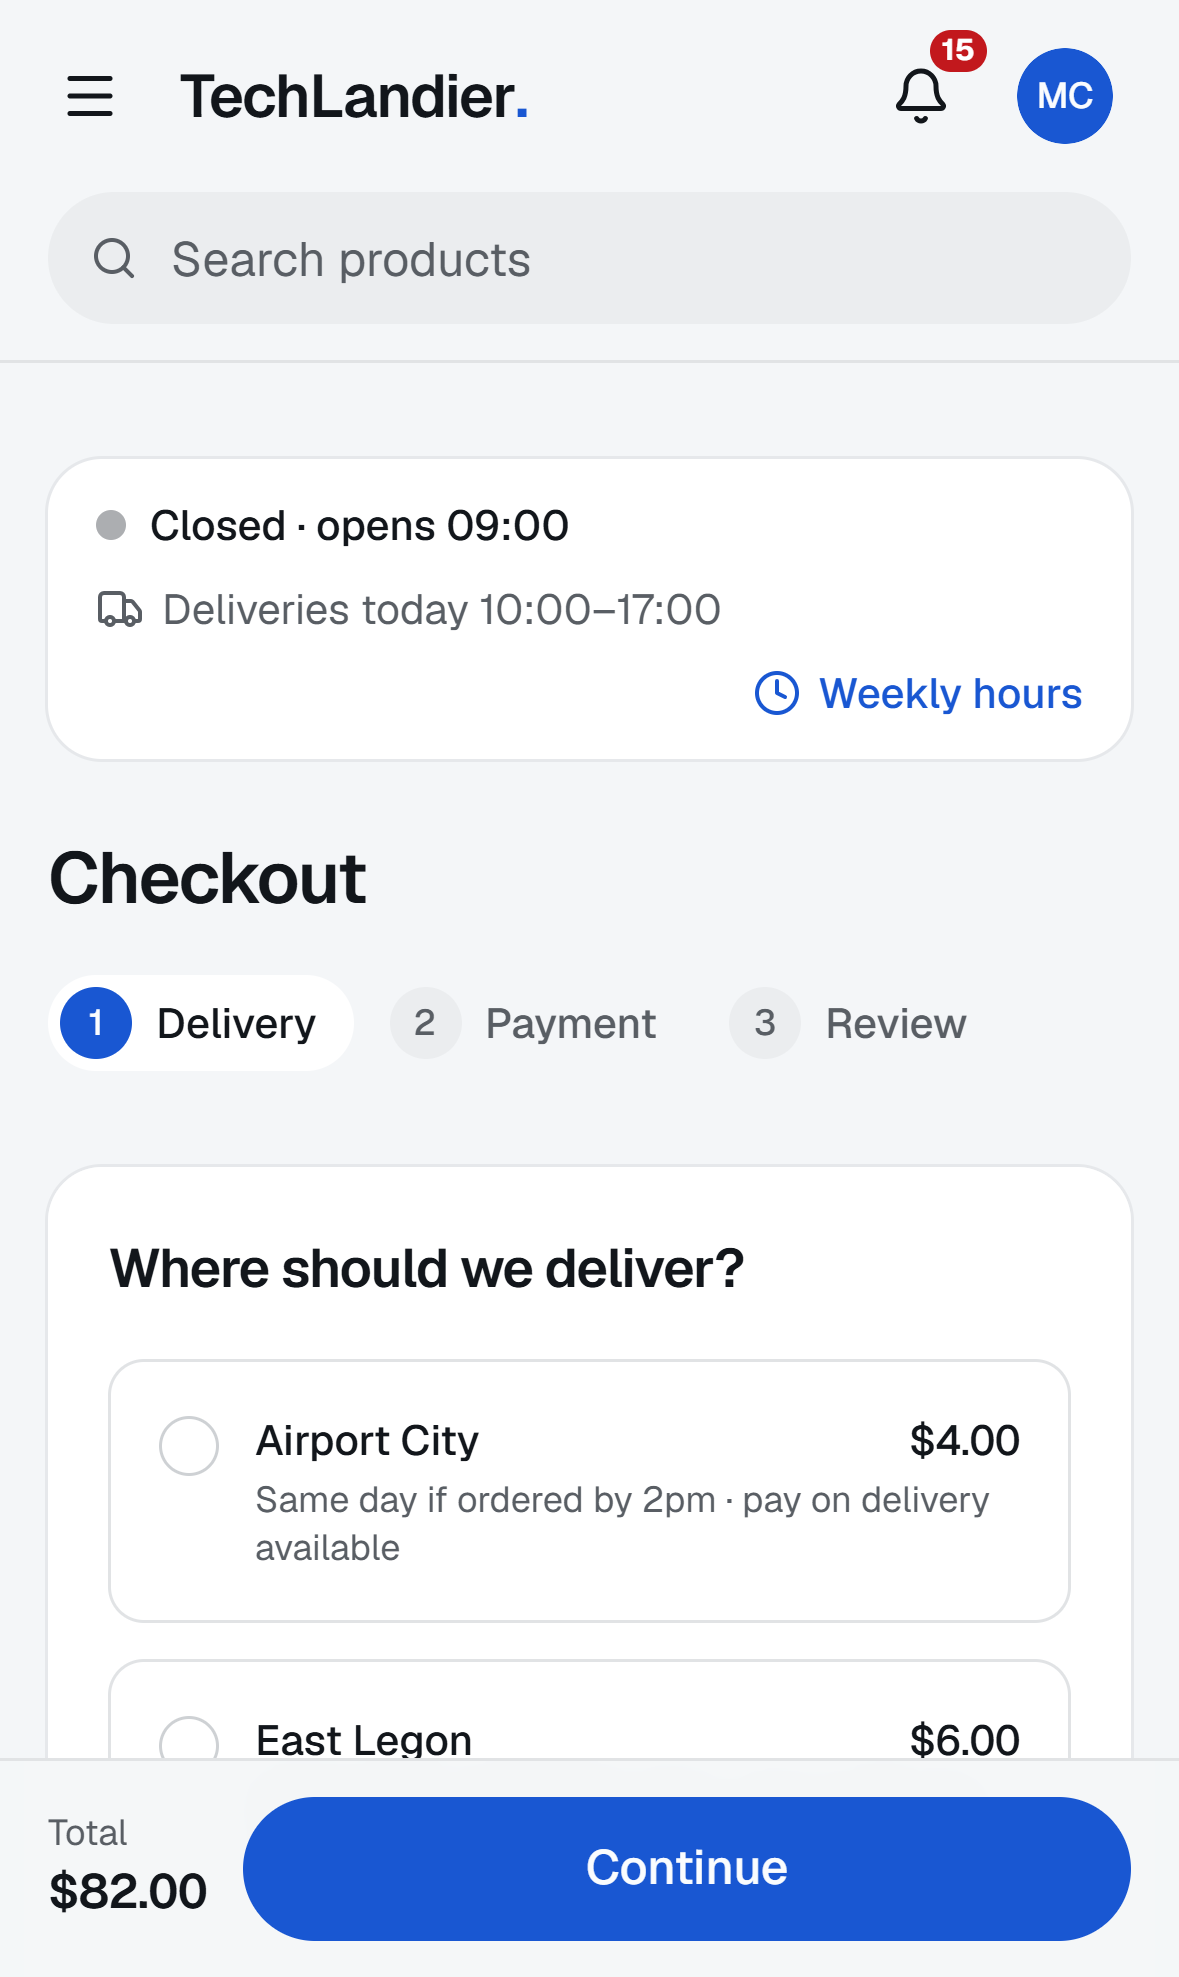 TechLandier.
15
MC
Search products
Closed · opens 09:00
Deliveries today 10:00–17:00
Weekly hours
Checkout
1 Delivery 2 Payment 3 Review
Where should we deliver?
Airport City $4.00
Same day if ordered by 2pm · pay on delivery
available
East Legon $6.00
Total
$82.00
Continue